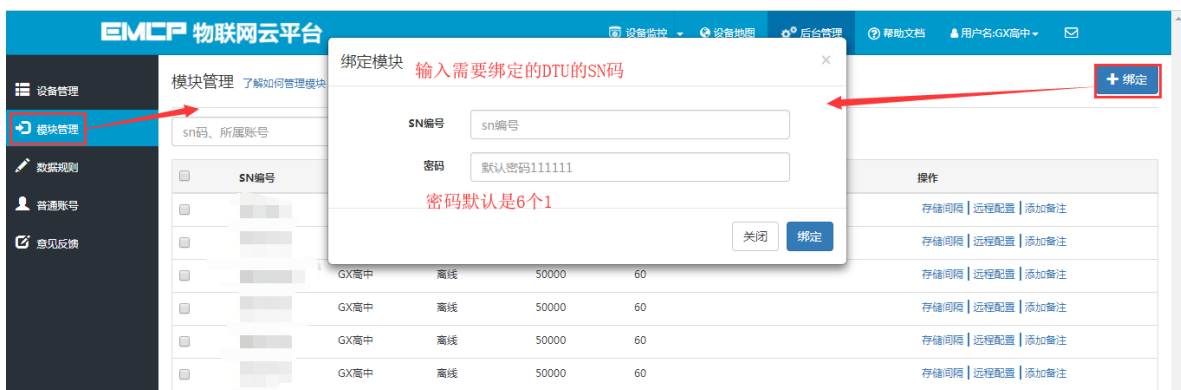 EMCP 物联网云平台
设备监控
设备地图
后台管理
帮助文档
用户名:GX高中
设备管理
模块管理
数据规则
普通账号
意见反馈
模块管理 了解如何管理模块
绑定
sn码、所属账号
绑定模块
×
输入需要绑定的DTU的SN码
SN编号 sn编号
密码 默认密码111111
密码默认是6个1
关闭 绑定
SN编号 操作
存储间隔|远程配置|添加备注
存储间隔|远程配置|添加备注
GX高中 离线 50000 60 存储间隔|远程配置|添加备注
GX高中 离线 50000 60 存储间隔|远程配置|添加备注
GX高中 离线 50000 60 存储间隔|远程配置|添加备注
GX高中 离线 50000 60 存储间隔|远程配置|添加备注